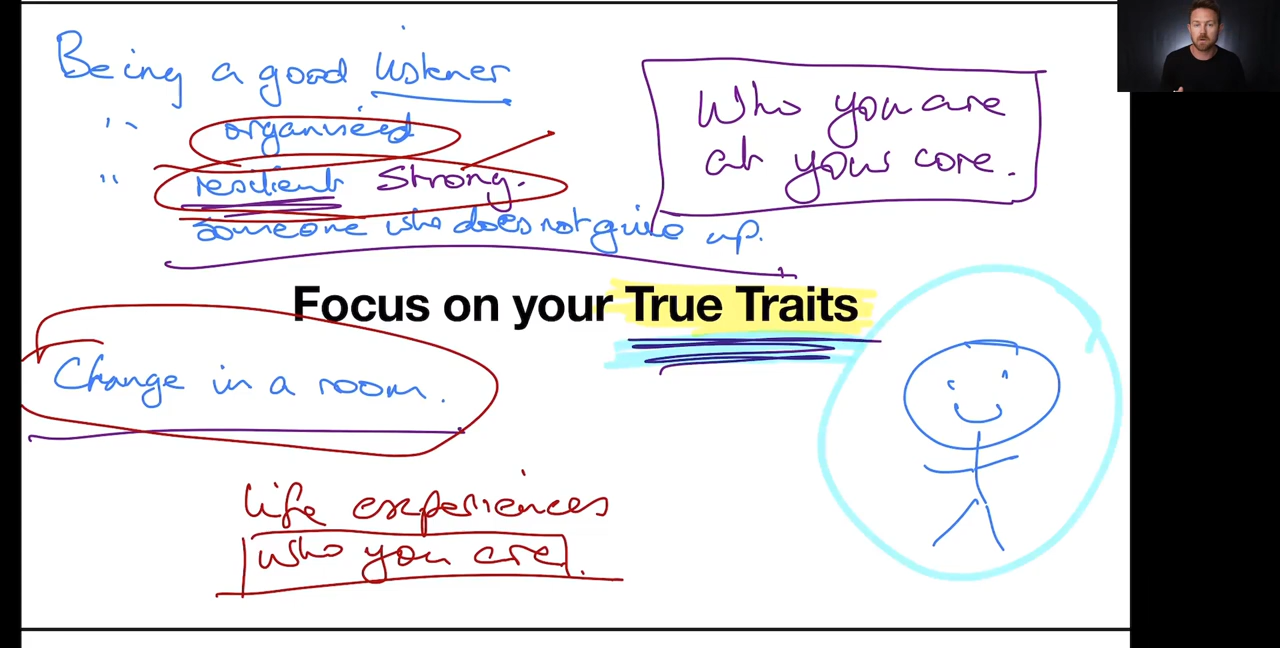 Being a good listener
" organised
" resilient Strong.
Someone who does not give up.
Who you are
at your core.
Focus on your True Traits
Change in a room.
life experiences
who you are.